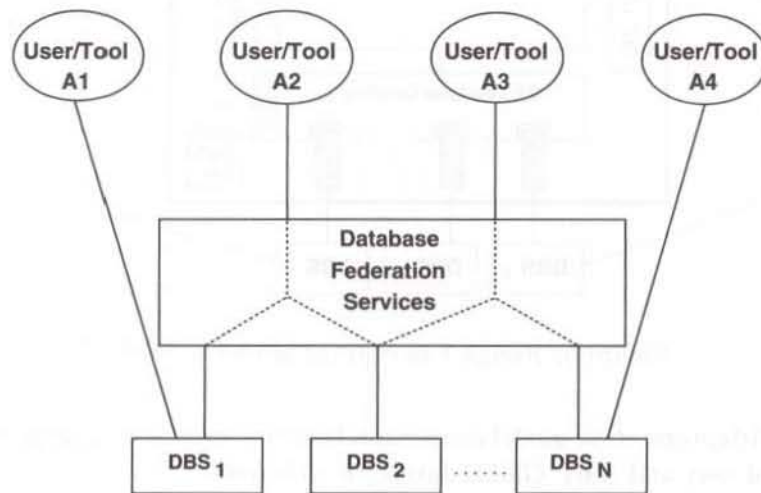 User/Tool
A1
User/Tool
A2
User/Tool
A3
User/Tool
A4
Database
Federation
Services
DBS 1
DBS 2
........
DBS N